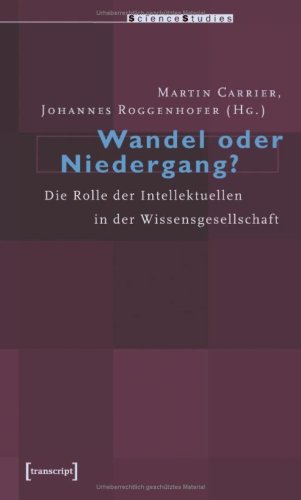 Urheberrechtlich geschütztes Material
ScienceStudies
Martin Carrier,
Johannes Roggenhofer (Hg.)
Wandel oder
Niedergang?
Die Rolle der Intellektuellen
in der Wissensgesellschaft
[transcript]
Urheberrechtlich geschütztes Material